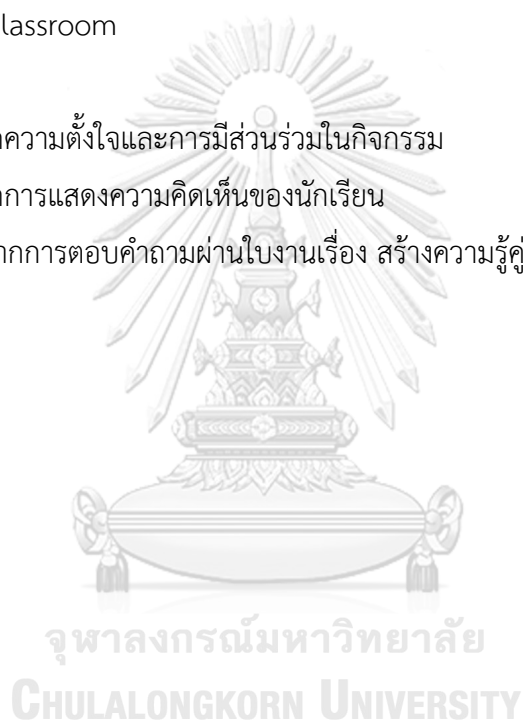 lassroom
ความตั้งใจและการมีส่วนร่วมในกิจกรรม
การแสดงความคิดเห็นของนักเรียน
ากการตอบคำถามผ่านใบงานเรื่อง สร้างความรู้คู่
จุฬาลงกรณ์มหาวิทยาลัย
CHULALONGKORN UNIVERSITY